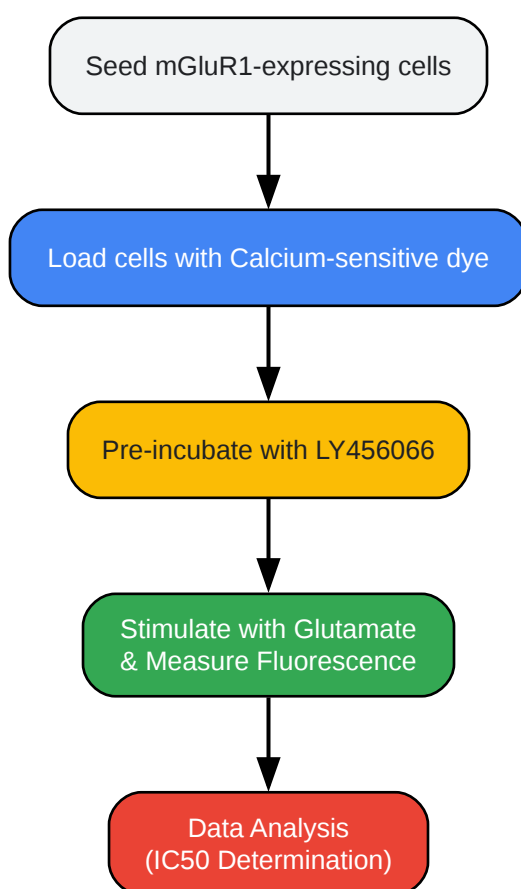 Seed mGluR1-expressing cells
Load cells with Calcium-sensitive dye
Pre-incubate with LY456066
Stimulate with Glutamate
& Measure Fluorescence
Data Analysis
(IC50 Determination)